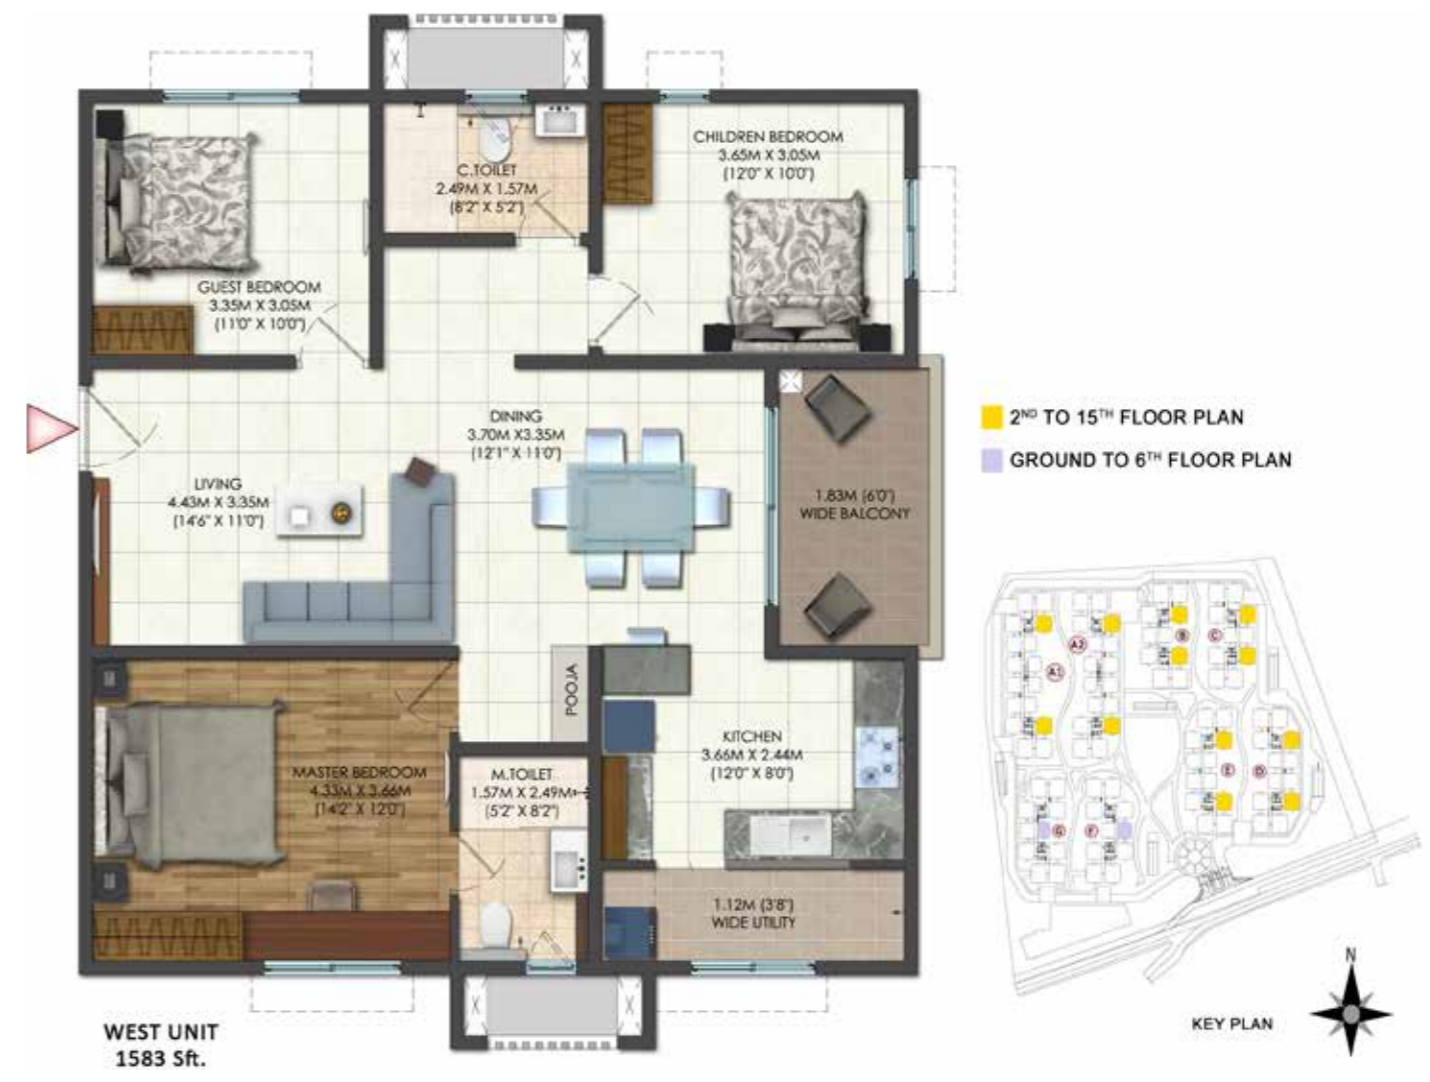 C.TOILET
2.49M X 1.57M
(8'2" X 5'2")
CHILDREN BEDROOM
3.65M X 3.05M
(12'0" X 10'0")
GUEST BEDROOM
3.35M X 3.05M
(11'0" X 10'0")
DINING
3.70M X3.35M
(12'1" X 11'0")
LIVING
4.43M X 3.35M
(14'6" X 11'0")
1.83M (6'0")
WIDE BALCONY
POOJA
KITCHEN
3.66M X 2.44M
(12'0" X 8'0")
MASTER BEDROOM
4.33M X 3.66M
(14'2" X 12'0")
M.TOILET
1.57M X 2.49M
(5'2" X 8'2")
1.12M (3'8")
WIDE UTILITY
WEST UNIT
1583 Sft.
2ND TO 15TH FLOOR PLAN
GROUND TO 6TH FLOOR PLAN
A2
A1
B
C
E
D
G
F
N
KEY PLAN